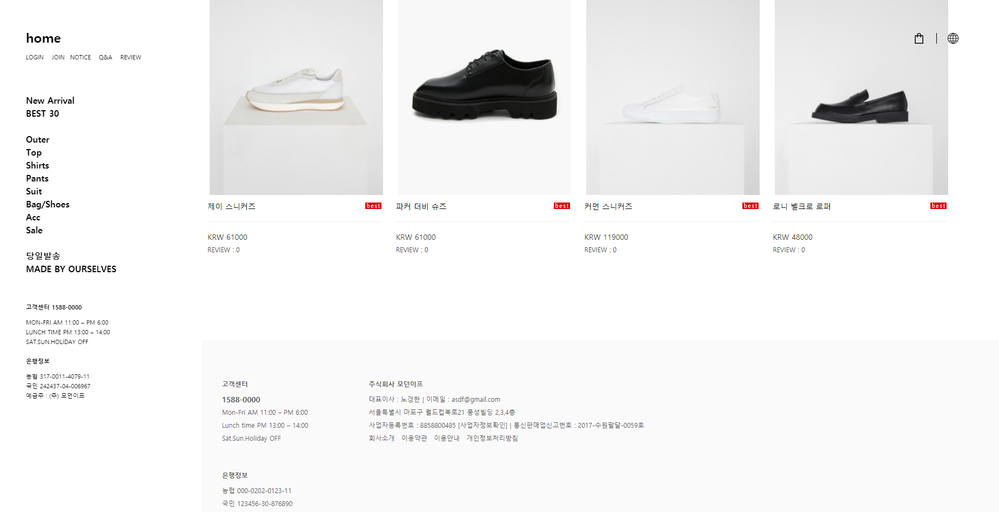 home
LOGIN JOIN NOTICE Q&A REVIEW
New Arrival
BEST 30
Outer
Top
Shirts
Pants
Suit
Bag/Shoes
Acc
Sale
당일발송
MADE BY OURSELVES
고객센터 1588-0000
MON-FRI AM 11:00 – PM 6:00
LUNCH TIME PM 13:00 – 14:00
SAT.SUN.HOLIDAY OFF
은행정보
농협 317-0011-4079-11
국민 242437-04-006967
예금주 : (주) 모던이프
제이 스니커즈 best
KRW 61000
REVIEW : 0
파커 더비 슈즈 best
KRW 61000
REVIEW : 0
커먼 스니커즈 best
KRW 119000
REVIEW : 0
로니 벨크로 로퍼 best
KRW 48000
REVIEW : 0
고객센터
1588-0000
Mon-Fri AM 11:00 – PM 6:00
Lunch time PM 13:00 – 14:00
Sat.Sun.Holiday OFF
주식회사 모던이프
대표이사 : 노경한 | 이메일 : asdf@gmail.com
서울특별시 마포구 월드컵북로21 풍성빌딩 2,3,4층
사업자등록번호 : 8858800485 [사업자정보확인] | 통신판매업신고번호 : 2017-수원팔달-0059호
회사소개 이용약관 이용안내 개인정보처리방침
은행정보
농협 000-0202-0123-11
국민 123456-30-876890